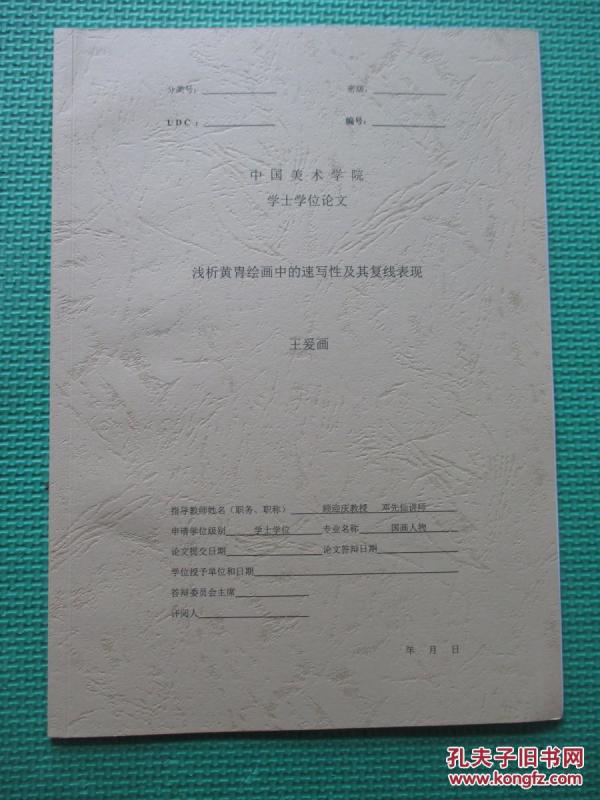 分类号：
密级：
UDC：
编号：
中国美术学院
学士学位论文
浅析黄胄绘画中的速写性及其复线表现
王爱画
指导教师姓名（职务、职称） 顾迎庆教授 邓先仙讲师
申请学位级别 学士学位 专业名称 国画人物
论文提交日期 论文答辩日期
学位授予单位和日期
答辩委员会主席
评阅人
年 月 日
孔夫子旧书网
www.kongfz.com